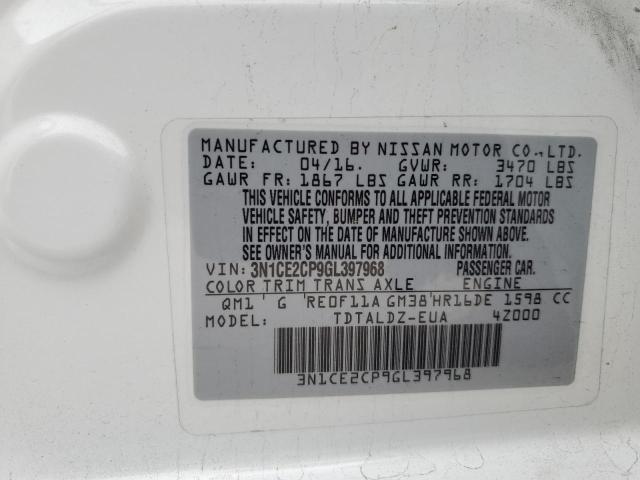 MANUFACTURED BY NISSAN MOTOR CO.,LTD.
DATE: 04/16. GVWR: 3470 LBS
GAWR FR: 1867 LBS GAWR RR: 1704 LBS
THIS VEHICLE CONFORMS TO ALL APPLICABLE FEDERAL MOTOR
VEHICLE SAFETY, BUMPER AND THEFT PREVENTION STANDARDS
IN EFFECT ON THE DATE OF MANUFACTURE SHOWN ABOVE.
SEE OWNER'S MANUAL FOR ADDITIONAL INFORMATION.
VIN: 3N1CE2CP9GL397968 PASSENGER CAR.
COLOR TRIM TRANS AXLE ENGINE
QM1 G RE0F11A GM38 HR16DE 1598 CC
MODEL: TDTALDZ-EUA 4Z000
3N1CE2CP9GL397968